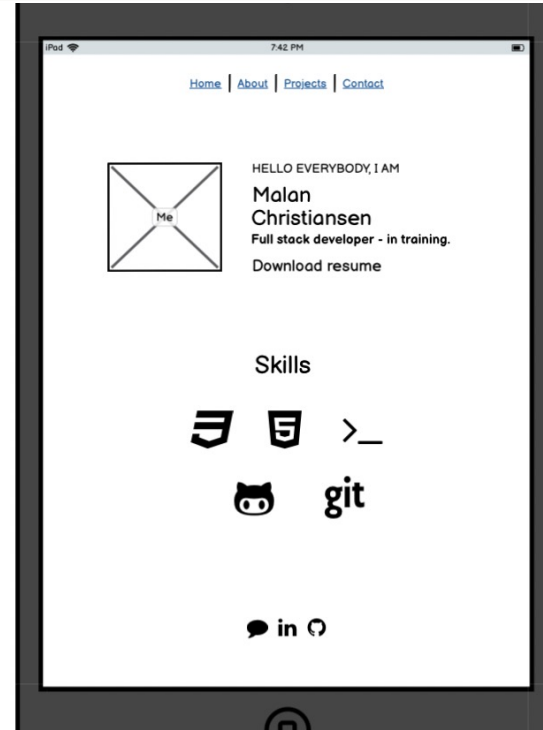 iPad 7:42 PM
Home About Projects Contact
HELLO EVERYBODY, I AM
Me
Malan
Christiansen
Full stack developer - in training.
Download resume
Skills
>_
git
in